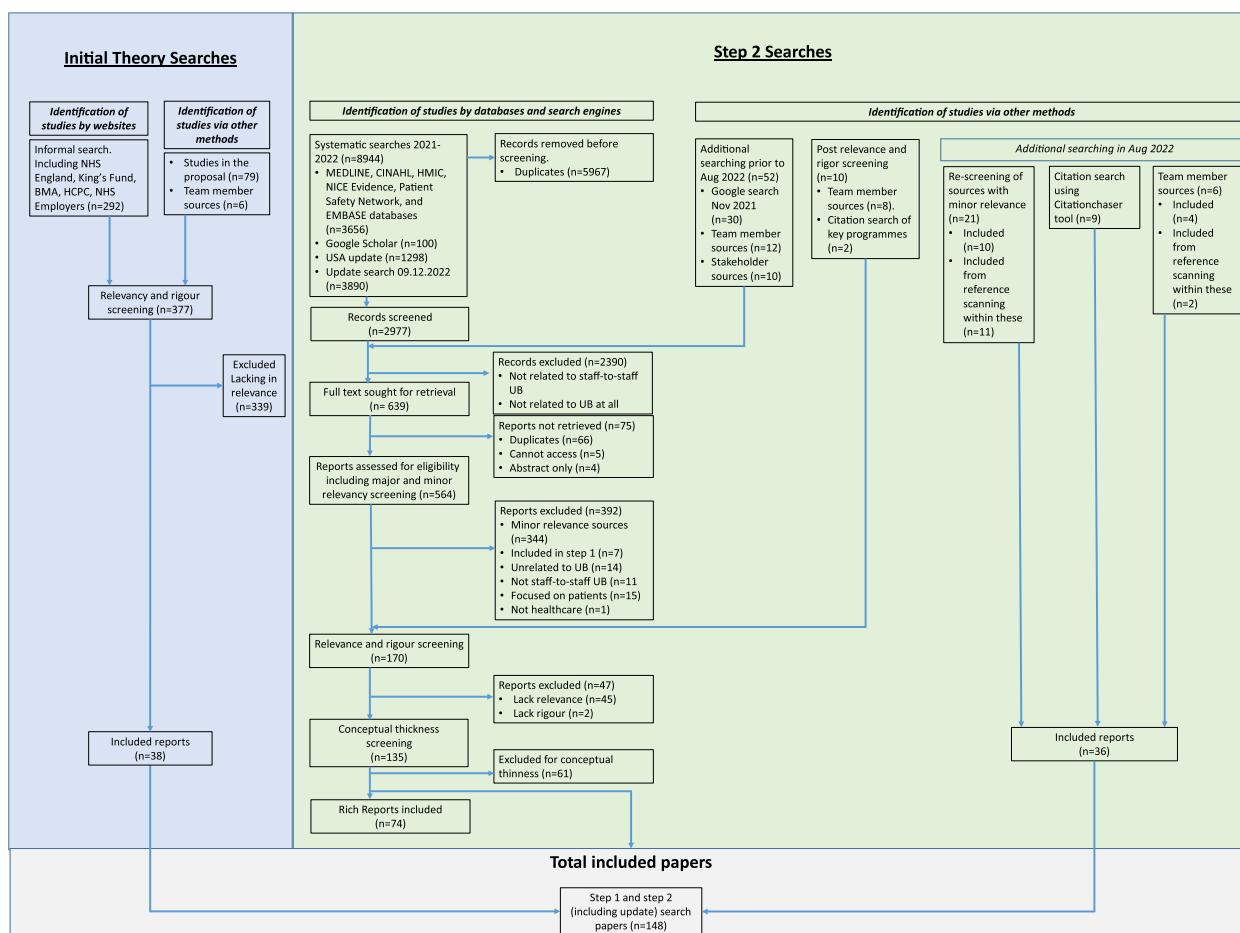 Initial Theory Searches
Identification of
studies by websites
Identification of
studies via other
methods
Informal search.
Including NHS
England, King's Fund,
BMA, HCPC, NHS
Employers (n=292)
• Studies in the
proposal (n=79)
• Team member
sources (n=6)
Relevancy and rigour
screening (n=377)
Excluded
Lacking in
relevance
(n=339)
Included reports
(n=38)
Step 2 Searches
Identification of studies by databases and search engines
Systematic searches 2021-
2022 (n=8944)
• MEDLINE, CINAHL, HMIC,
NICE Evidence, Patient
Safety Network, and
EMBASE databases
(n=3656)
• Google Scholar (n=100)
• USA update (n=1298)
• Update search 09.12.2022
(n=3890)
Records removed before
screening.
• Duplicates (n=5967)
Records screened
(n=2977)
Records excluded (n=2390)
• Not related to staff-to-staff
UB
• Not related to UB at all
Full text sought for retrieval
(n= 639)
Reports not retrieved (n=75)
• Duplicates (n=66)
• Cannot access (n=5)
• Abstract only (n=4)
Reports assessed for eligibility
including major and minor
relevancy screening (n=564)
Reports excluded (n=392)
• Minor relevance sources
(n=344)
• Included in step 1 (n=7)
• Unrelated to UB (n=14)
• Not staff-to-staff UB (n=11
• Focused on patients (n=15)
• Not healthcare (n=1)
Relevance and rigour screening
(n=170)
Reports excluded (n=47)
• Lack relevance (n=45)
• Lack rigour (n=2)
Conceptual thickness
screening
(n=135)
Excluded for conceptual
thinness (n=61)
Rich Reports included
(n=74)
Identification of studies via other methods
Additional
searching prior to
Aug 2022 (n=52)
• Google search
Nov 2021
(n=30)
• Team member
sources (n=12)
• Stakeholder
sources (n=10)
Post relevance and
rigor screening
(n=10)
• Team member
sources (n=8).
• Citation search of
key programmes
(n=2)
Additional searching in Aug 2022
Re-screening of
sources with
minor relevance
(n=21)
• Included
(n=10)
• Included
from
reference
scanning
within these
(n=11)
Citation search
using
Citationchaser
tool (n=9)
Team member
sources (n=6)
• Included
(n=4)
• Included
from
reference
scanning
within these
(n=2)
Included reports
(n=36)
Total included papers
Step 1 and step 2
(including update) search
papers (n=148)